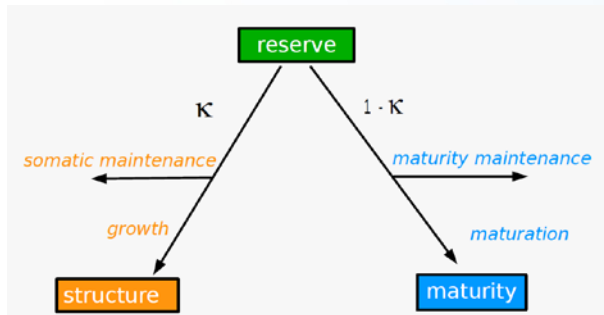 reserve
κ
1 - κ
somatic maintenance
maturity maintenance
growth
maturation
structure
maturity